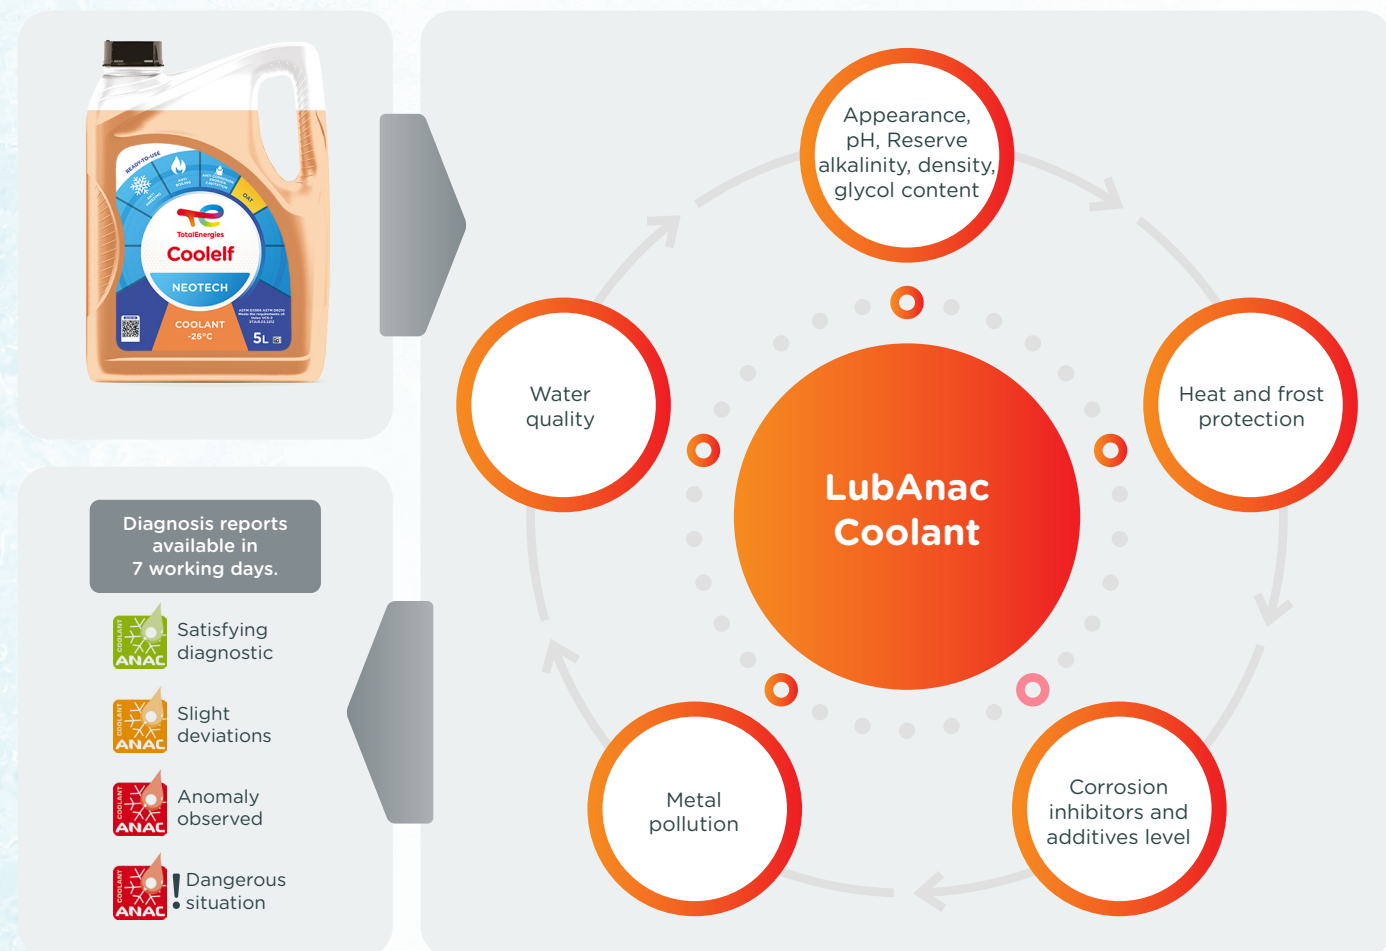 READY-TO-USE
ANTI
BOILING
OAT
TotalEnergies
Coolelf
NEOTECH
COOLANT
-26°C
5L
Appearance,
pH, Reserve
alkalinity, density,
glycol content
Water
quality
Heat and frost
protection
LubAnac
Coolant
Metal
pollution
Corrosion
inhibitors and
additives level
Diagnosis reports
available in
7 working days.
COOLANT
ANAC
Satisfying
diagnostic
COOLANT
ANAC
Slight
deviations
COOLANT
ANAC
Anomaly
observed
COOLANT
ANAC
! Dangerous
situation